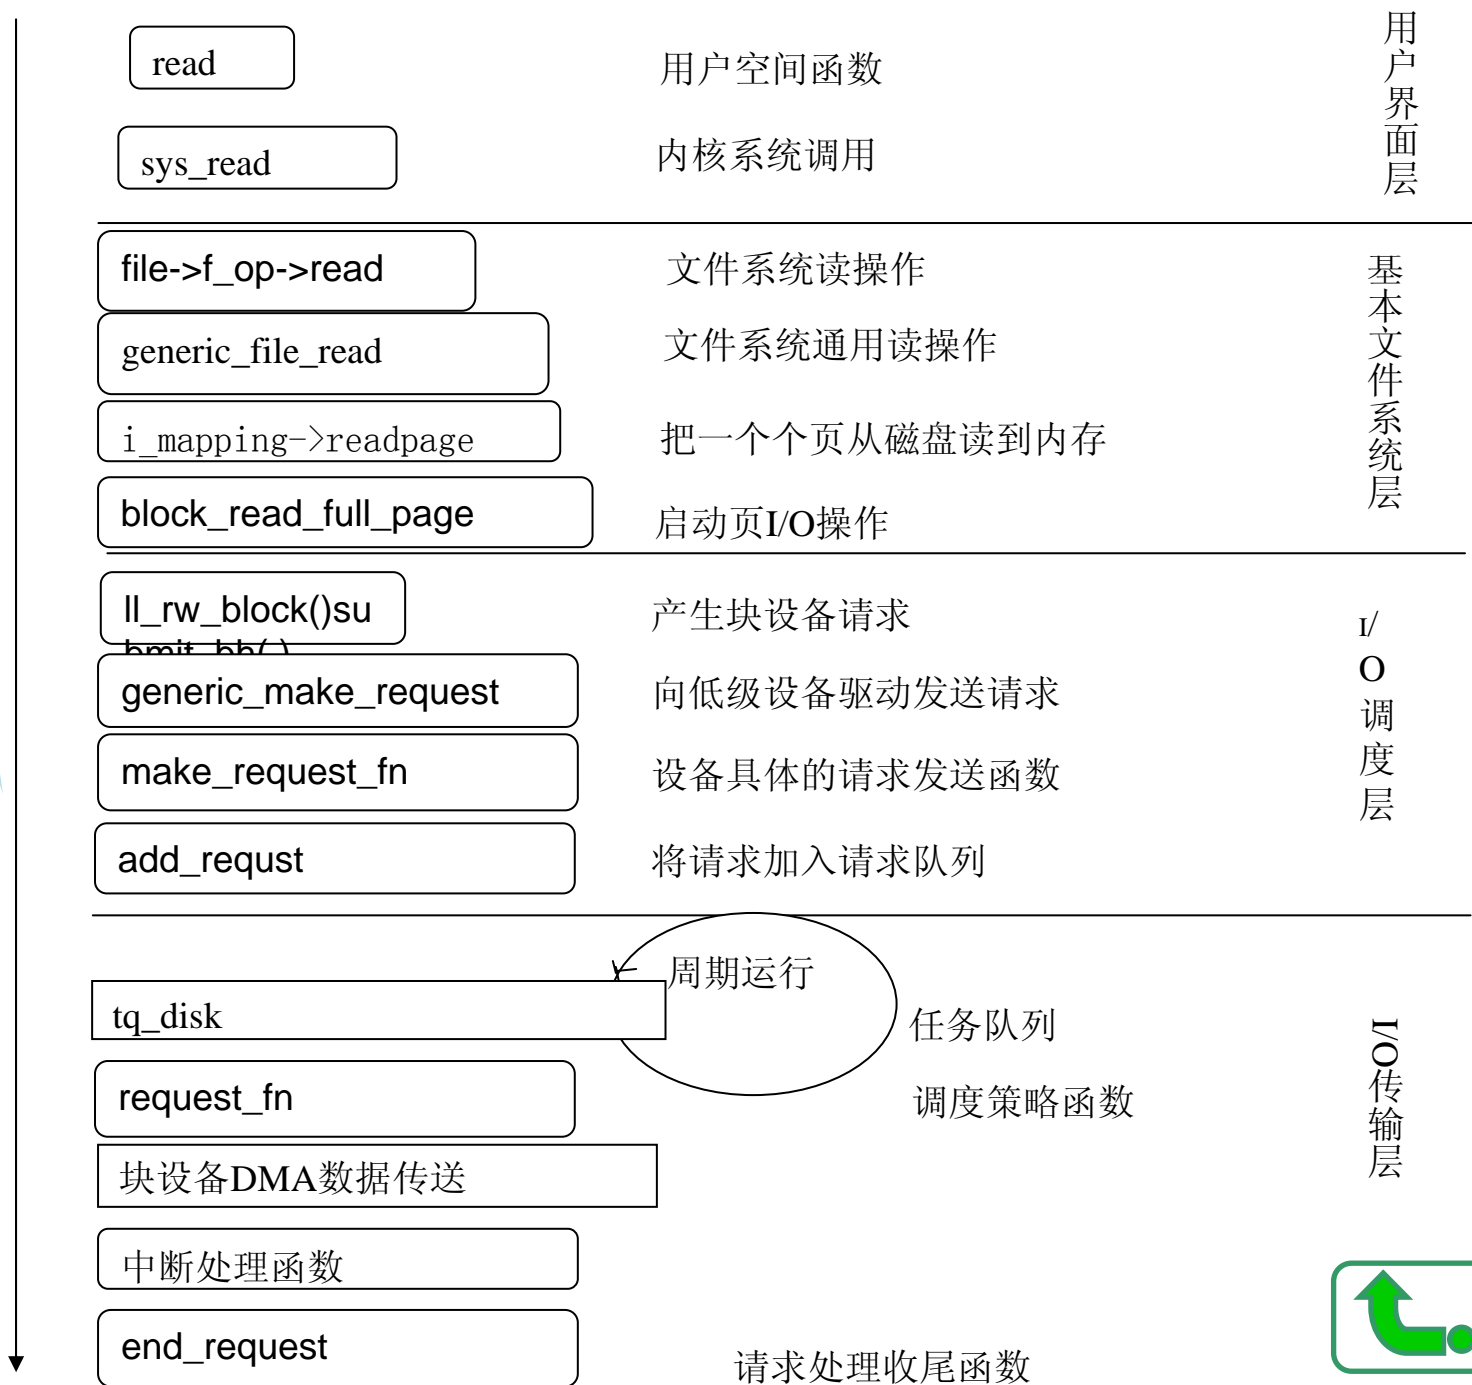 read
用户空间函数
sys_read
内核系统调用
用户界面层
file->f_op->read
文件系统读操作
generic_file_read
文件系统通用读操作
i_mapping->readpage
把一个个页从磁盘读到内存
block_read_full_page
启动页I/O操作
基本文件系统层
ll_rw_block()su
bmit_bh( )
产生块设备请求
generic_make_request
向低级设备驱动发送请求
make_request_fn
设备具体的请求发送函数
add_requst
将请求加入请求队列
I/O调度层
周期运行
tq_disk
任务队列
request_fn
调度策略函数
块设备DMA数据传送
中断处理函数
end_request
请求处理收尾函数
I/O传输层